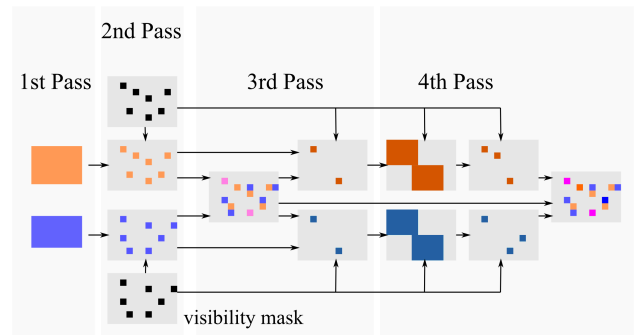 2nd Pass
1st Pass
3rd Pass
4th Pass
visibility mask